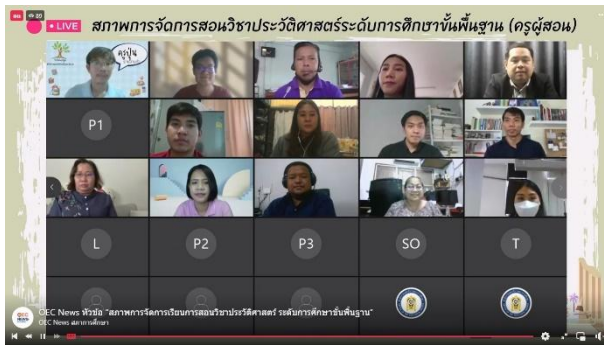 LIVE
สภาพการจัดการสอนวิชาประวัติศาสตร์ระดับการศึกษาขั้นพื้นฐาน (ครูผู้สอน)
ครูปุ้น
P1
L
P2
P3
SO
T
OEC News หัวข้อ "สภาพการจัดการเรียนการสอนวิชาประวัติศาสตร์ ระดับการศึกษาขั้นพื้นฐาน"
OEC News สภาการศึกษา